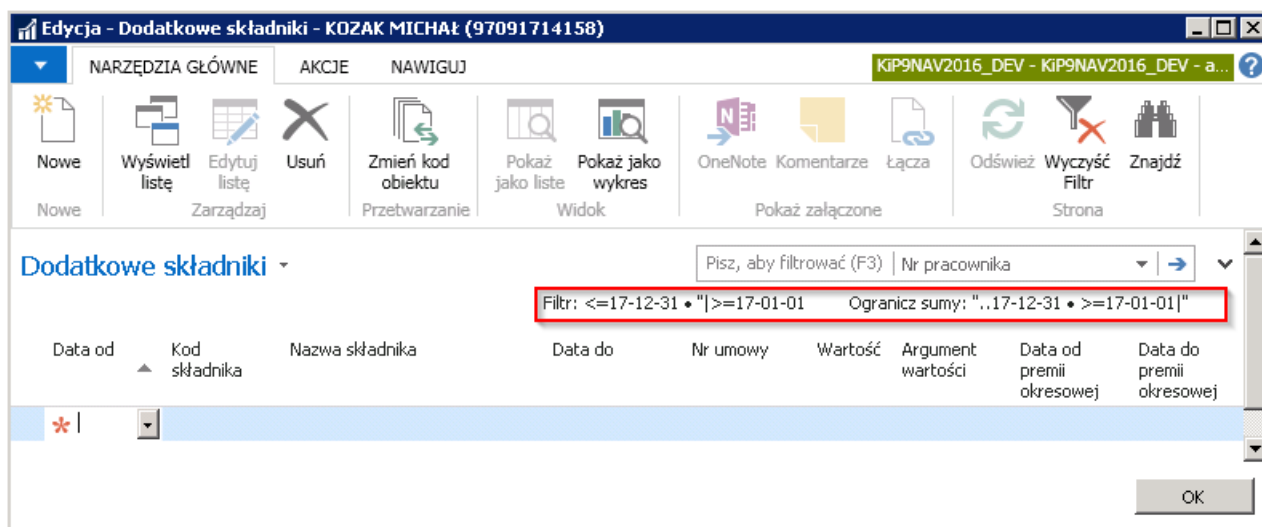 Edycja - Dodatkowe składniki - KOZAK MICHAŁ (97091714158)
NARZĘDZIA GŁÓWNE AKCJE NAWIGUJ KiP9NAV2016_DEV - KiP9NAV2016_DEV - a... ?
Nowe Wyświetl Edytuj Usuń Zmień kod Pokaż Pokaż jako OneNote Komentarze Łącza Odśwież Wyczyść Znajdź
listę listę obiektu jako liste wykres Filtr
Nowe Zarządzaj Przetwarzanie Widok Pokaż załączone Strona
Dodatkowe składniki Pisz, aby filtrować (F3) Nr pracownika
Filtr: <=17-12-31 • "|>=17-01-01 Ogranicz sumy: "..17-12-31 • >=17-01-01|"
Data od Kod Nazwa składnika Data do Nr umowy Wartość Argument Data od Data do
składnika wartości premii premii
okresowej okresowej
OK